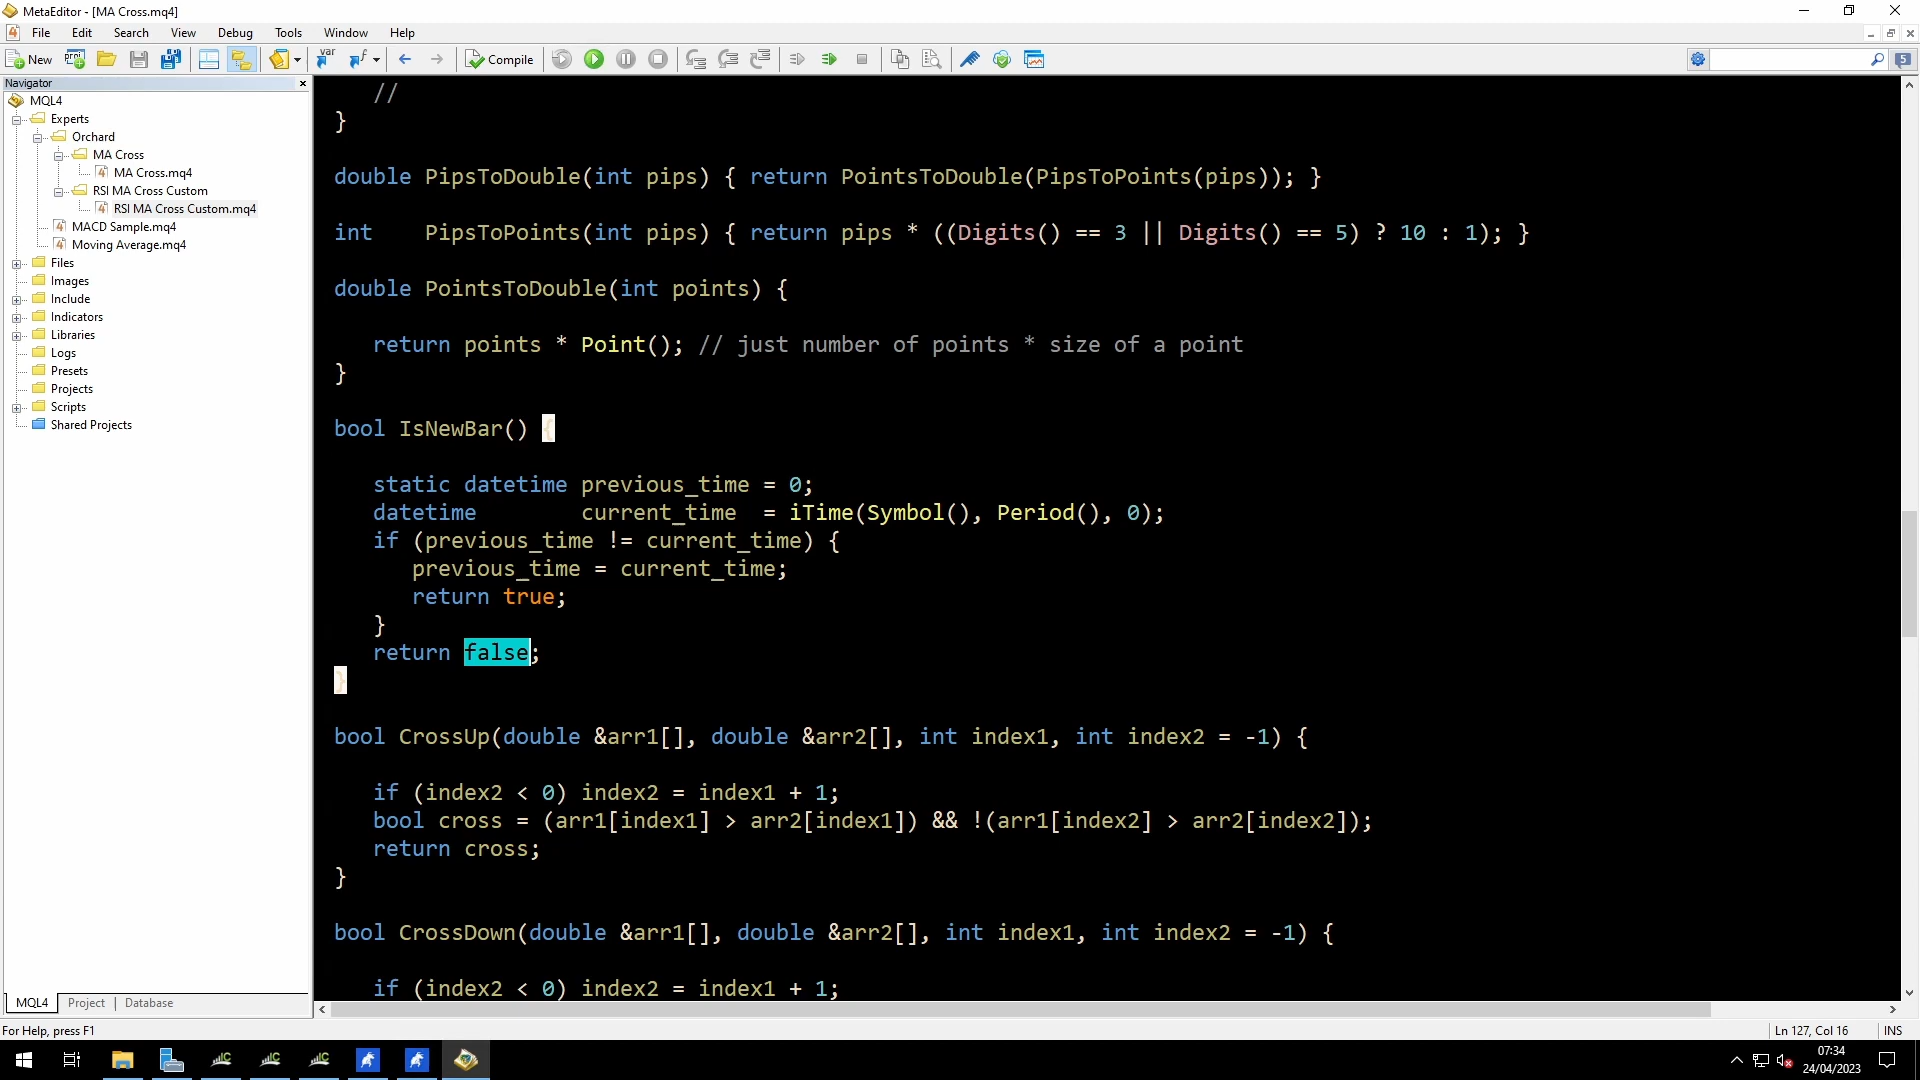 MetaEditor - [MA Cross.mq4]
File Edit Search View Debug Tools Window Help
New Compile
Navigator
MQL4
Experts
Orchard
MA Cross
MA Cross.mq4
RSI MA Cross Custom
RSI MA Cross Custom.mq4
MACD Sample.mq4
Moving Average.mq4
Files
Images
Include
Indicators
Libraries
Logs
Presets
Projects
Scripts
Shared Projects
MQL4 Project Database
//
}
double PipsToDouble(int pips) { return PointsToDouble(PipsToPoints(pips)); }
int    PipsToPoints(int pips) { return pips * ((Digits() == 3 || Digits() == 5) ? 10 : 1); }
double PointsToDouble(int points) {
   return points * Point(); // just number of points * size of a point
}
bool IsNewBar() {
   static datetime previous_time = 0;
   datetime        current_time  = iTime(Symbol(), Period(), 0);
   if (previous_time != current_time) {
      previous_time = current_time;
      return true;
   }
   return false;
}
bool CrossUp(double &arr1[], double &arr2[], int index1, int index2 = -1) {
   if (index2 < 0) index2 = index1 + 1;
   bool cross = (arr1[index1] > arr2[index1]) && !(arr1[index2] > arr2[index2]);
   return cross;
}
bool CrossDown(double &arr1[], double &arr2[], int index1, int index2 = -1) {
   if (index2 < 0) index2 = index1 + 1;
For Help, press F1
Ln 127, Col 16 INS
07:34
24/04/2023